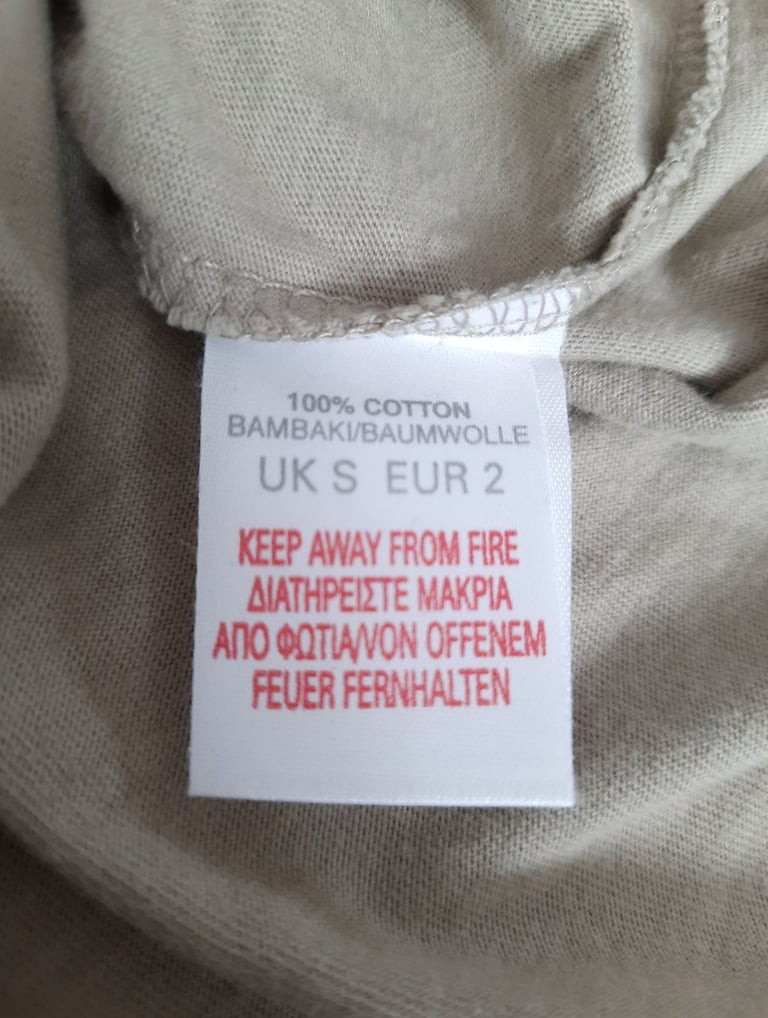 100% COTTON
BAMBAKI/BAUMWOLLE
UK S EUR 2
KEEP AWAY FROM FIRE
ΔΙΑΤΗΡΕΙΣΤΕ ΜΑΚΡΙΑ
ΑΠΟ ΦΩΤΙΑ/VON OFFENEM
FEUER FERNHALTEN